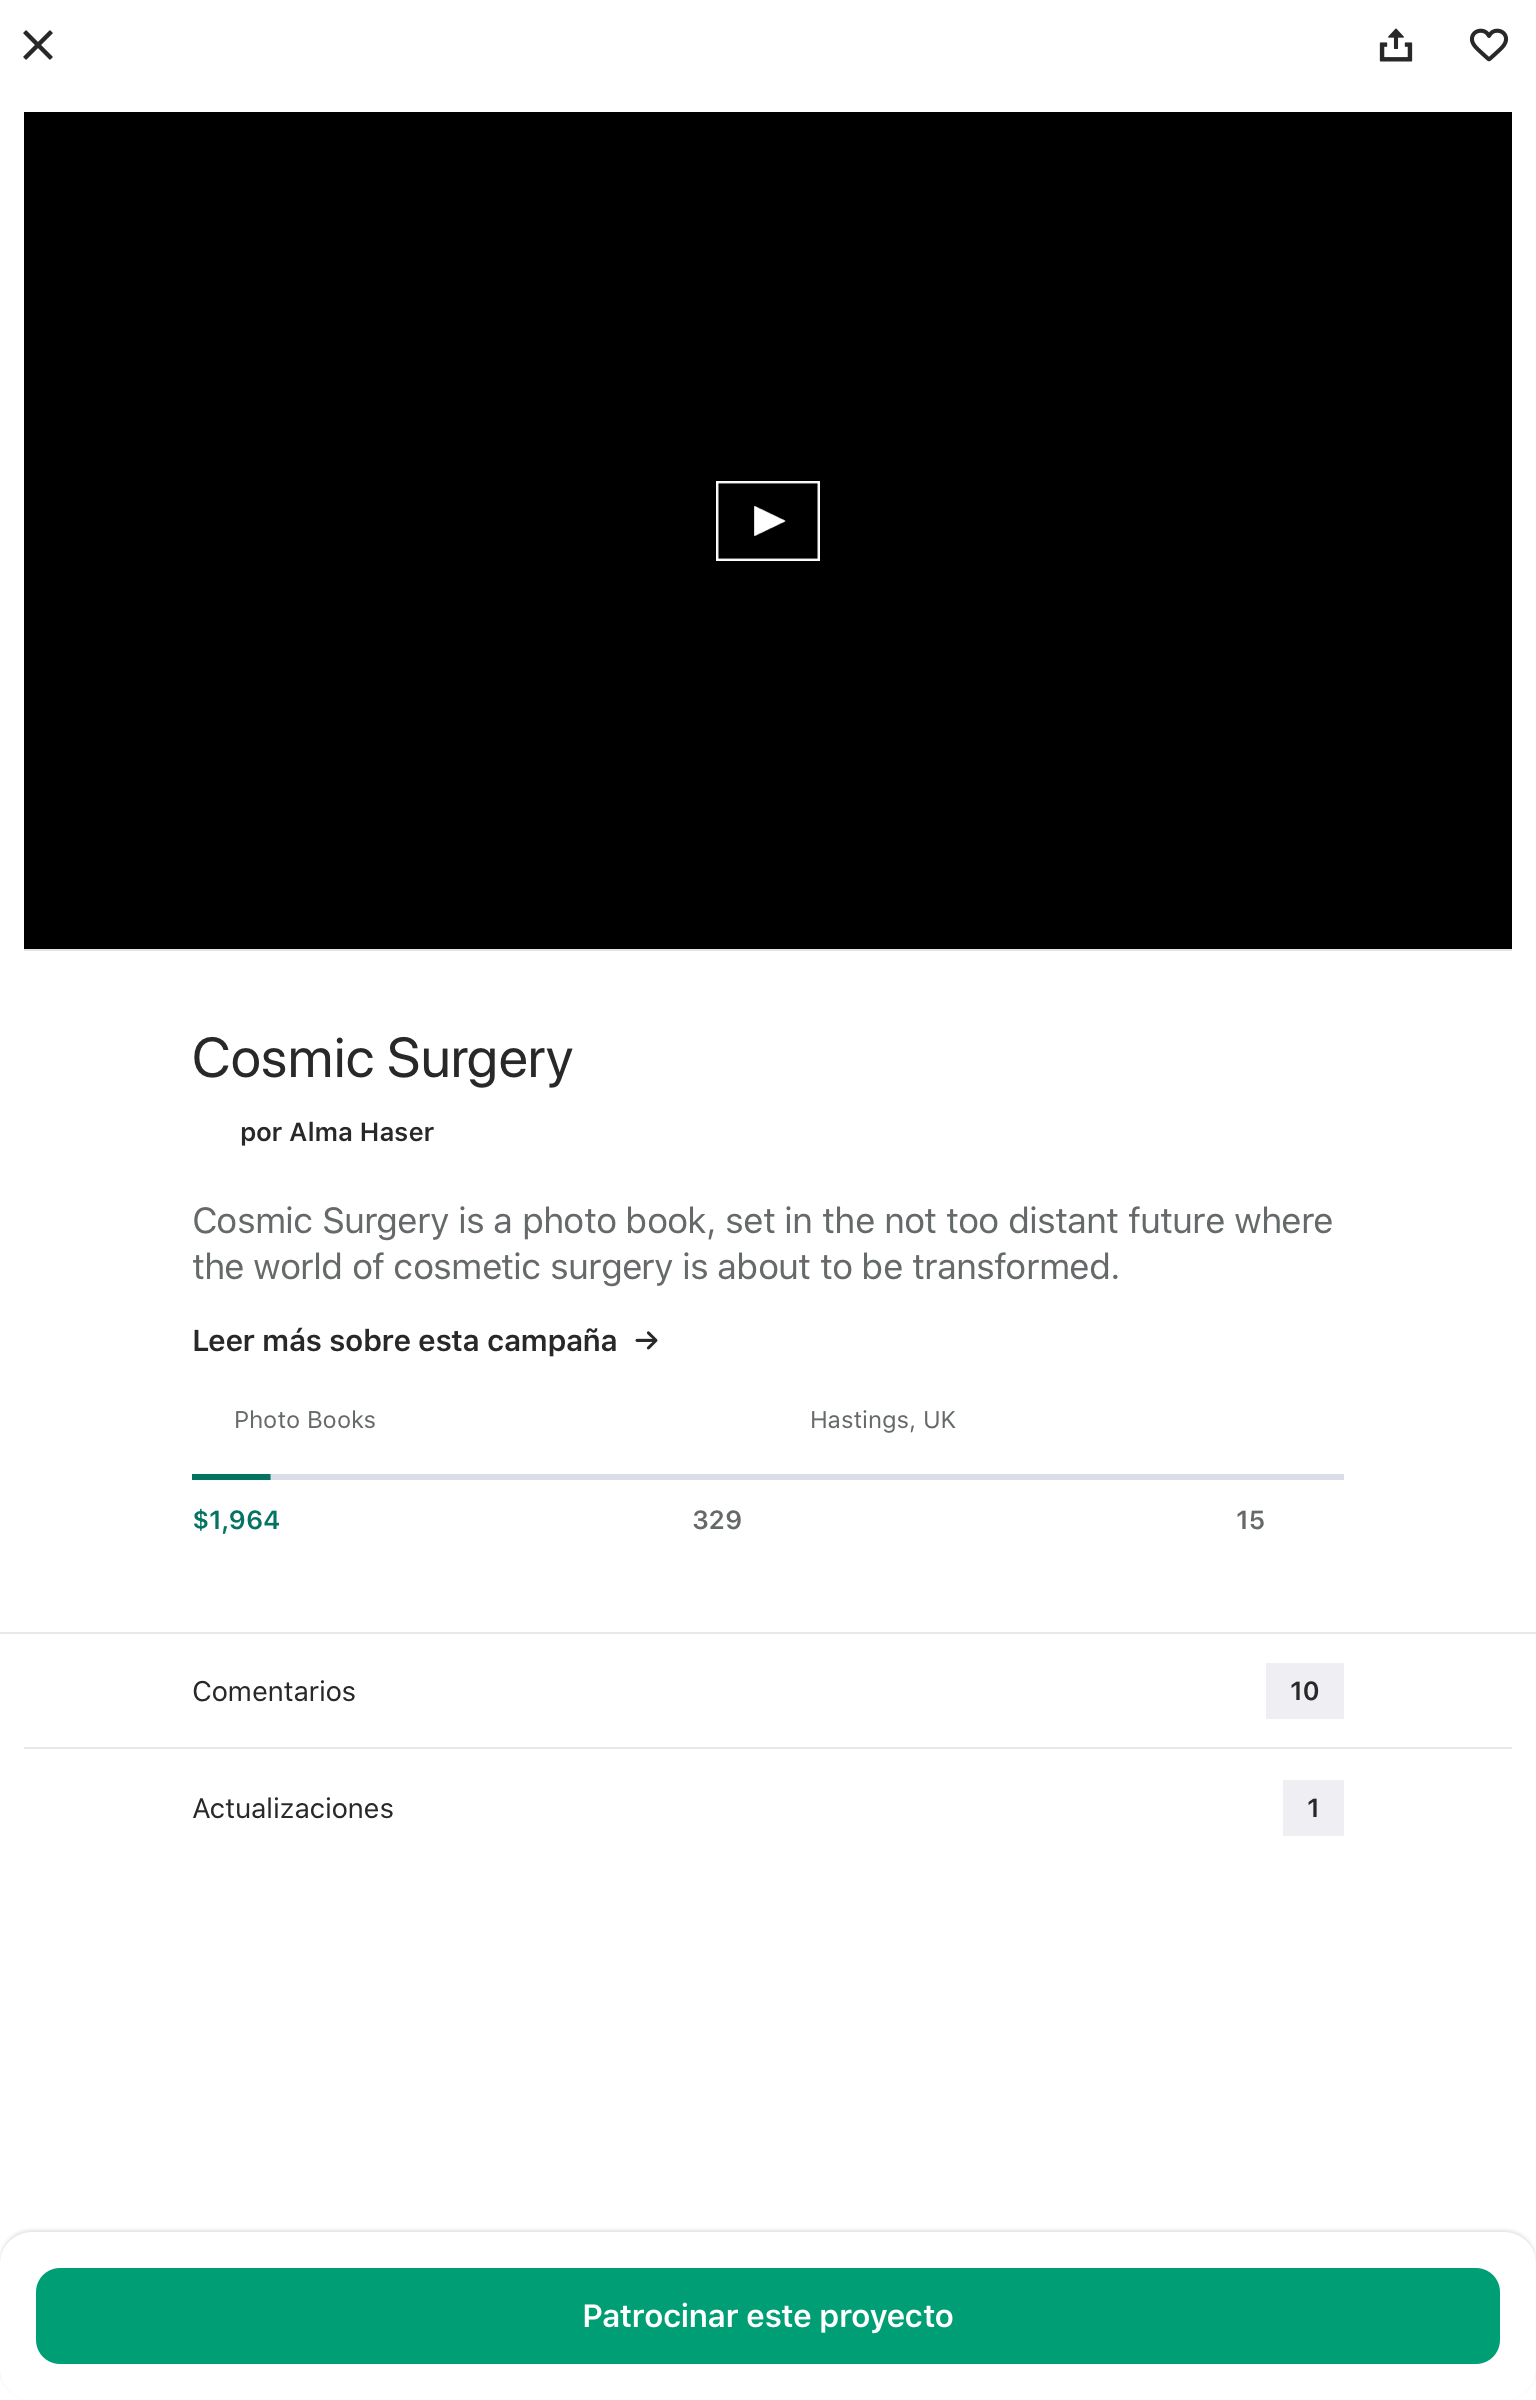 Cosmic Surgery
por Alma Haser
Cosmic Surgery is a photo book, set in the not too distant future where
the world of cosmetic surgery is about to be transformed.
Leer más sobre esta campaña →
Photo Books
Hastings, UK
$1,964
329
15
Comentarios
10
Actualizaciones
1
Patrocinar este proyecto